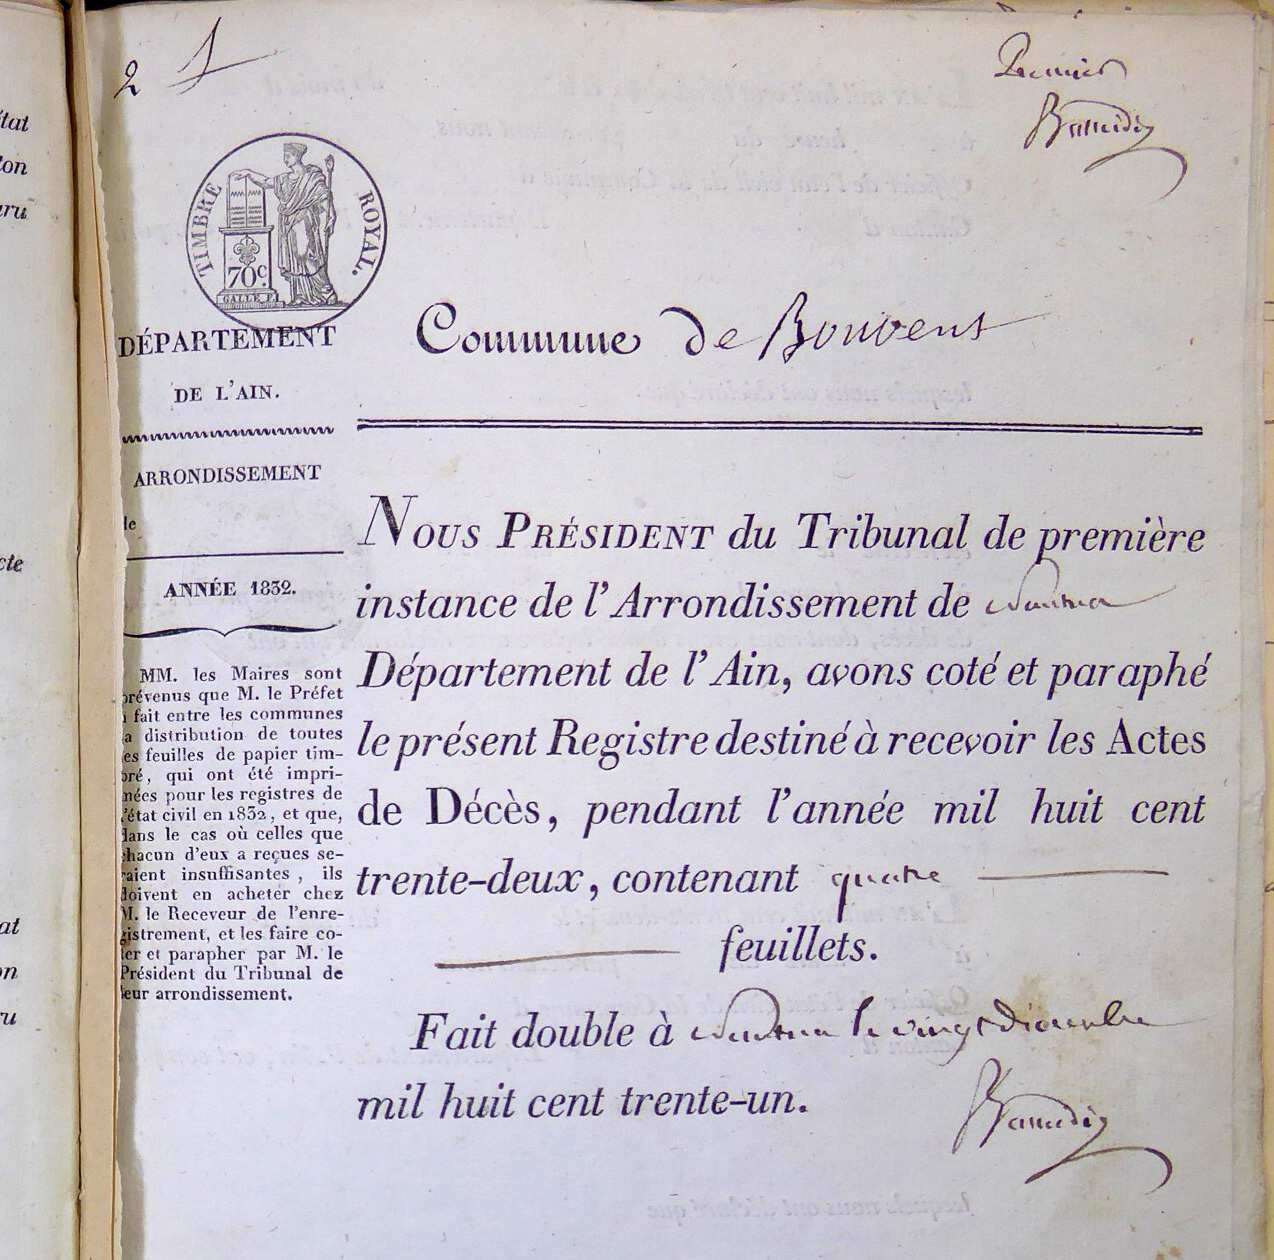 2 1
Premier
TIMBRE ROYAL.
70c.
GALLE F.
DÉPARTEMENT
DE L'AIN.
Commune de Bouvent
ARRONDISSEMENT
de
ANNÉE 1832.
MM. les Maires sont
prévenus que M. le Préfet
a fait entre les communes
la distribution de toutes
les feuilles de papier tim-
bré, qui ont été impri-
mées pour les registres de
l'état civil en 1832, et que,
dans le cas où celles que
chacun d'eux a reçues se-
raient insuffisantes, ils
doivent en acheter chez
M. le Receveur de l'enre-
gistrement, et les faire co-
ter et parapher par M. le
Président du Tribunal de
leur arrondissement.
NOUS PRÉSIDENT du Tribunal de première
instance de l'Arrondissement de Nantua
Département de l'Ain, avons coté et paraphé
le présent Registre destiné à recevoir les Actes
de Décès, pendant l'année mil huit cent
trente-deux, contenant quatre
feuillets.
Fait double à Nantua le vingt Décembre
mil huit cent trente-un.